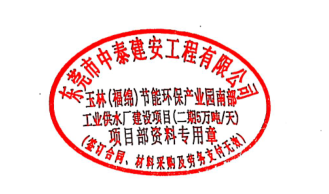 东莞市中泰建安工程有限公司
玉林(福绵)节能环保产业园南部
工业供水厂建设项目(二期5万吨/天)
项目部资料专用章
(签订合同、材料采购及劳务支付无效)